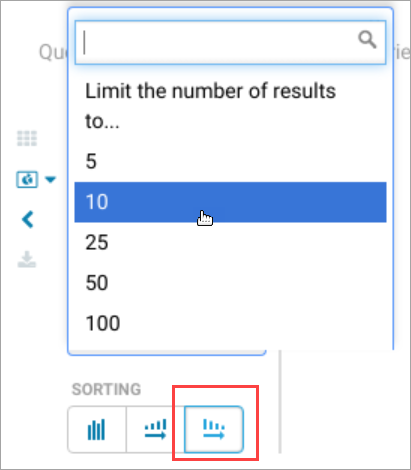 Limit the number of results
to...
5
10
25
50
100
SORTING